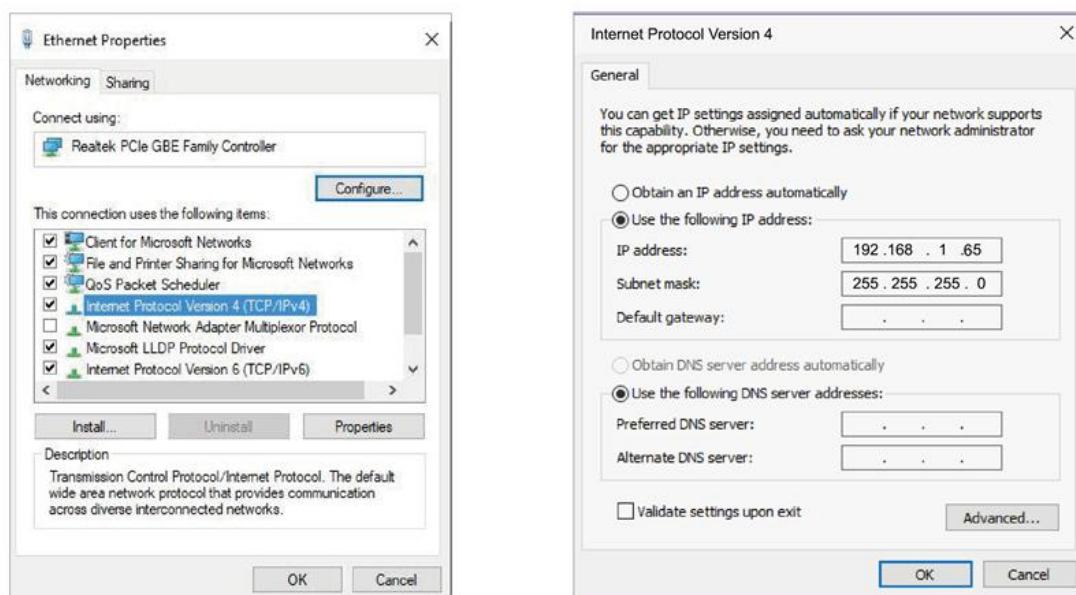 Ethernet Properties
Networking Sharing
Connect using:
Realtek PCIe GBE Family Controller
Configure...
This connection uses the following items:
Client for Microsoft Networks
File and Printer Sharing for Microsoft Networks
QoS Packet Scheduler
Internet Protocol Version 4 (TCP/IPv4)
Microsoft Network Adapter Multiplexor Protocol
Microsoft LLDP Protocol Driver
Internet Protocol Version 6 (TCP/IPv6)
Install... Uninstall Properties
Description
Transmission Control Protocol/Internet Protocol. The default
wide area network protocol that provides communication
across diverse interconnected networks.
OK Cancel
Internet Protocol Version 4
General
You can get IP settings assigned automatically if your network supports
this capability. Otherwise, you need to ask your network administrator
for the appropriate IP settings.
Obtain an IP address automatically
Use the following IP address:
IP address: 192 .168 . 1 .65
Subnet mask: 255 . 255 . 255 . 0
Default gateway: . . .
Obtain DNS server address automatically
Use the following DNS server addresses:
Preferred DNS server: . . .
Alternate DNS server: . . .
Validate settings upon exit
Advanced...
OK Cancel